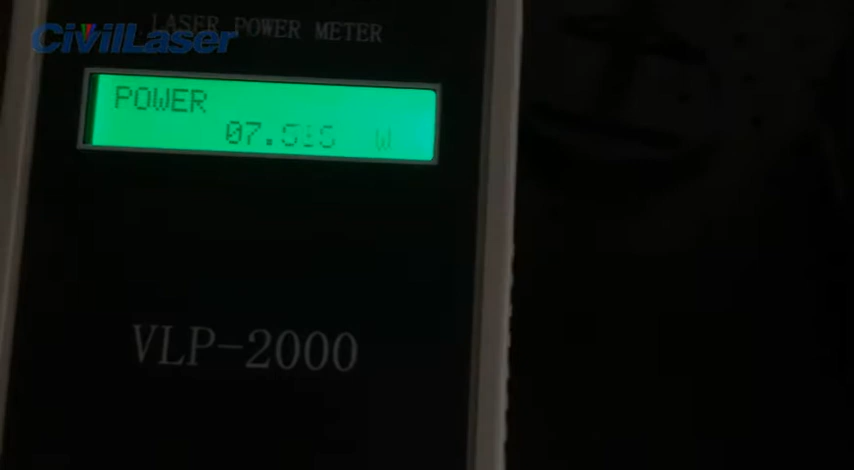 CivilLaser
LASER POWER METER
POWER
W
VLP-2000